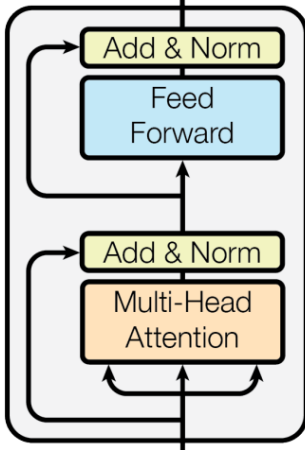 Add & Norm
Feed
Forward
Add & Norm
Multi-Head
Attention